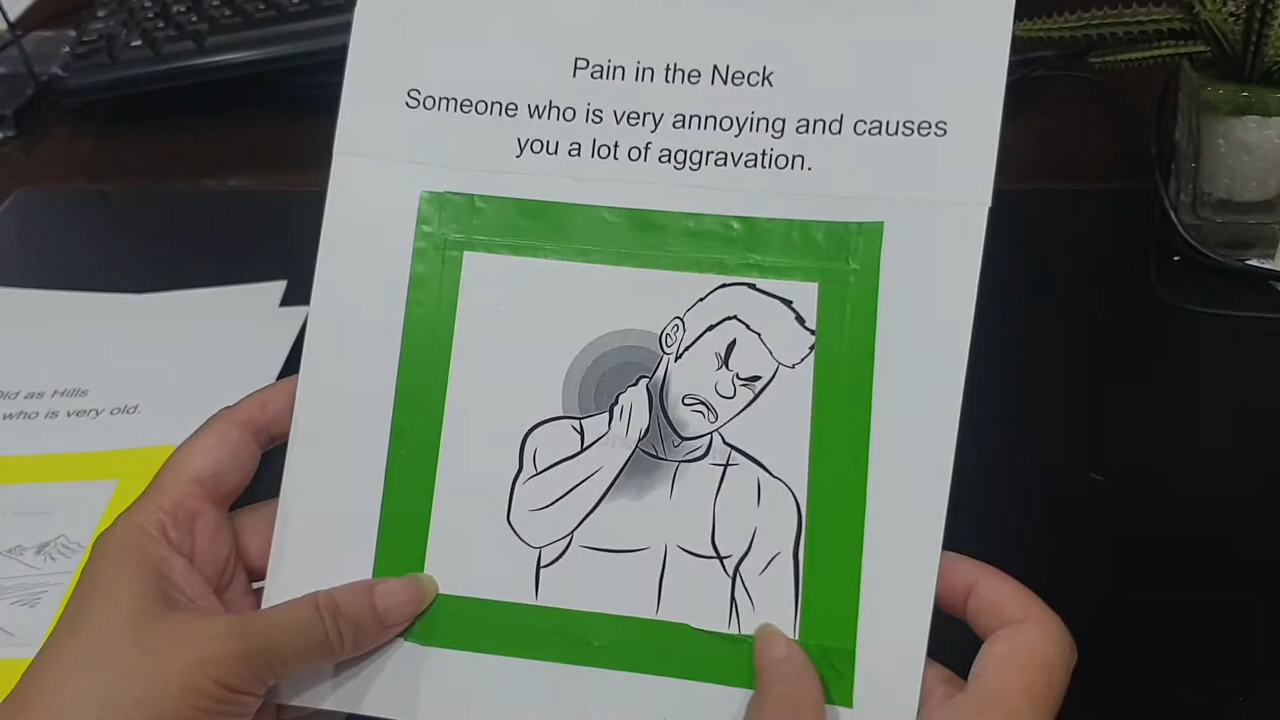 Pain in the Neck
Someone who is very annoying and causes
you a lot of aggravation.
Old as Hills
who is very old.